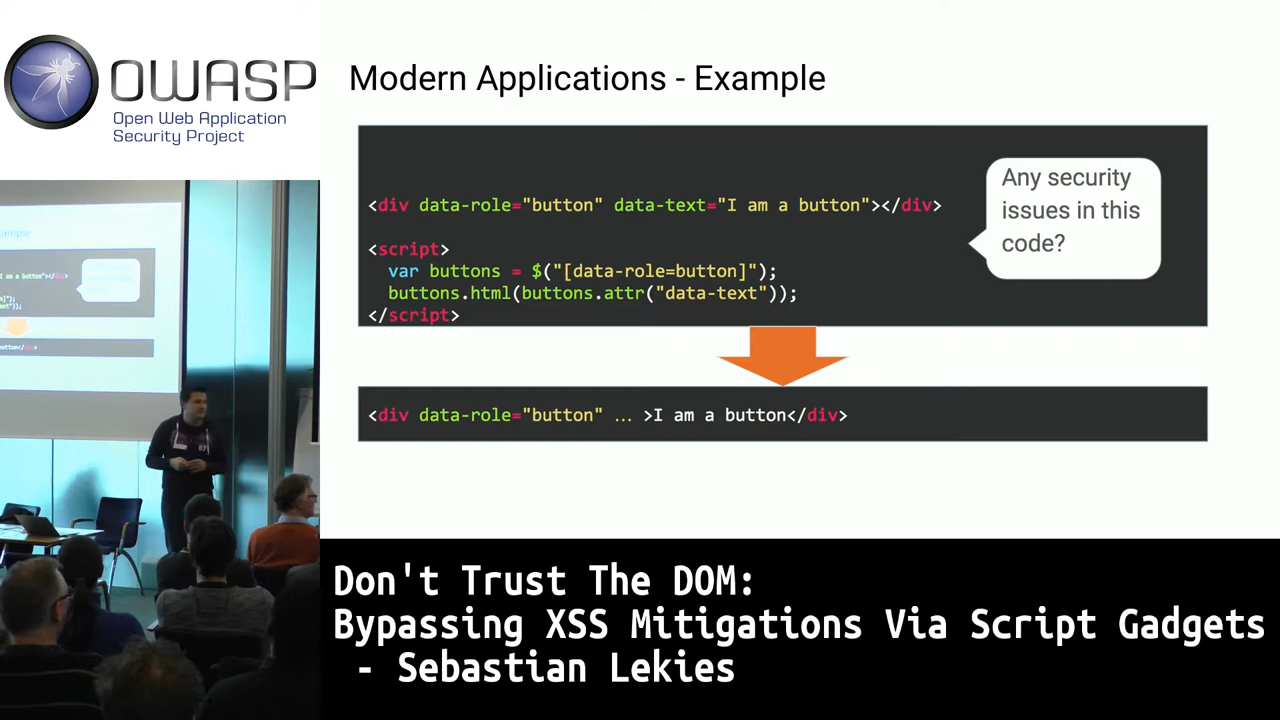 OWASP
Open Web Application
Security Project
Modern Applications - Example
<div data-role="button" data-text="I am a button"></div>
<script>
var buttons = $("[data-role=button]");
buttons.html(buttons.attr("data-text"));
</script>
Any security
issues in this
code?
<div data-role="button" ... >I am a button</div>
Don't Trust The DOM:
Bypassing XSS Mitigations Via Script Gadgets
- Sebastian Lekies